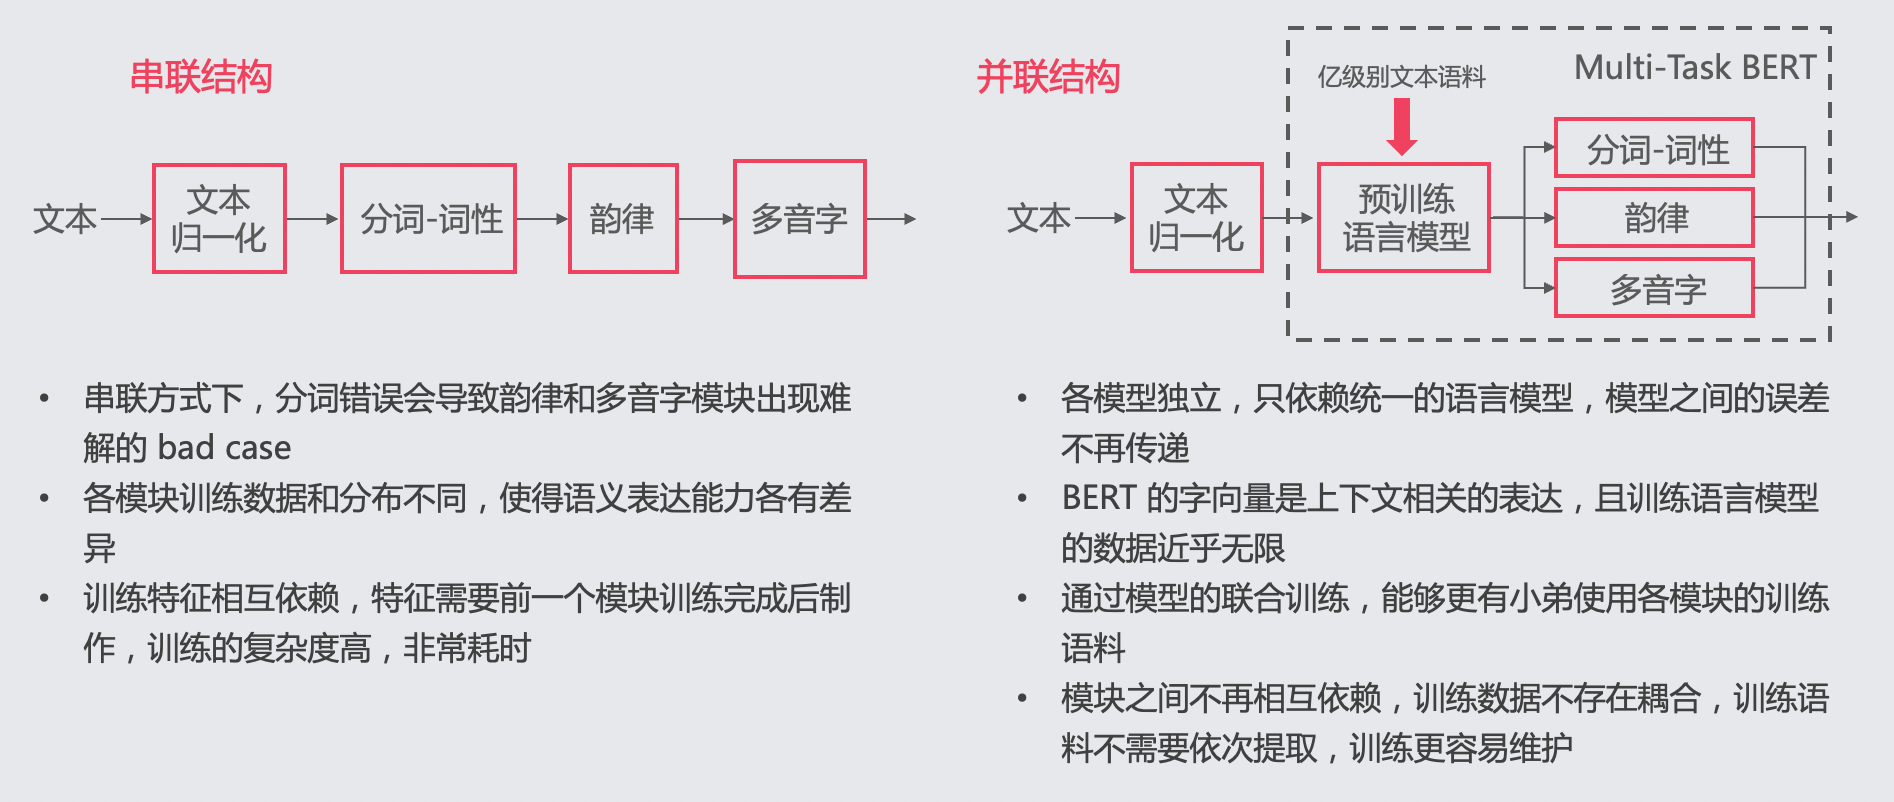 串联结构
文本
文本
归一化
分词-词性
韵律
多音字
串联方式下，分词错误会导致韵律和多音字模块出现难
解的 bad case
各模块训练数据和分布不同，使得语义表达能力各有差
异
训练特征相互依赖，特征需要前一个模块训练完成后制
作，训练的复杂度高，非常耗时
并联结构
亿级别文本语料
Multi-Task BERT
文本
文本
归一化
预训练
语言模型
分词-词性
韵律
多音字
各模型独立，只依赖统一的语言模型，模型之间的误差
不再传递
BERT 的字向量是上下文相关的表达，且训练语言模型
的数据近乎无限
通过模型的联合训练，能够更有小弟使用各模块的训练
语料
模块之间不再相互依赖，训练数据不存在耦合，训练语
料不需要依次提取，训练更容易维护